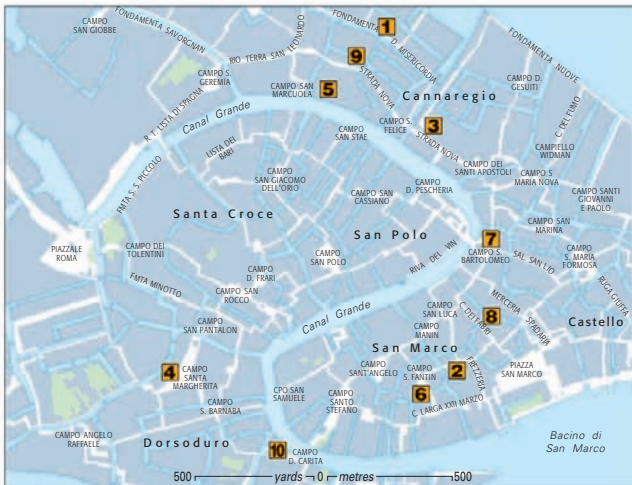 CAMPO
SAN GIOBBE
FONDAMENTA SAVORGNAN
RIO TERRA SAN LEONARDO
FONDAMENTA
D. MISERICORDIA
1
9
FONDAMENTA NUOVE
CAMPO S.
GEREMIA
CAMPO SAN
MARCUOLA
5
STRADA NOVA
Cannaregio
CAMPO D.
GESUITI
R. T. LISTA DI SPAGNA
Canal Grande
CAMPO
SAN STAE
CAMPO S.
FELICE
3
STRADA NOVA
C. DEL FUMO
CAMPIELLO
WIDMAN
LISTA DEI
BARI
FMTA S. S. PICCOLO
CAMPO
SAN GIACOMO
DELL'ORIO
CAMPO DEI
SANTI APOSTOLI
CAMPO S
MARIA NOVA
CAMPO SAN
CASSIANO
CAMPO
D. PESCHERIA
CAMPO SANTI
GIOVANNI
E PAOLO
Santa Croce
San Polo
CAMPO SAN
MARINA
PIAZZALE
ROMA
CAMPO DEI
TOLENTINI
CAMPO
D. FRARI
CAMPO
SAN POLO
RIVA DEL VIN
7
CAMPO S.
BARTOLOMEO
SAL. SAN LIO
CAMPO
S. MARIA
FORMOSA
FMTA MINOTTO
CAMPO SAN
ROCCO
RUGA GIUFFA
CAMPO
SAN PANTALON
Canal Grande
CAMPO
SAN LUCA
C. DEI FABRI
MERCERIA
SPADARIA
8
Castello
CAMPO
MANIN
San Marco
4
CAMPO
SANTA
MARGHERITA
CAMPO
SANT'ANGELO
CAMPO
S. FANTIN
2
FREZZERIA
PIAZZA
SAN MARCO
CPO SAN
SAMUELE
CAMPO
SANTO
STEFANO
6
C. LARGA XXII MARZO
CAMPO
S. BARNABA
CAMPO ANGELO
RAFFAELE
Dorsoduro
10
CAMPO
D. CARITA
Bacino di
San Marco
500 yards 0 metres 500